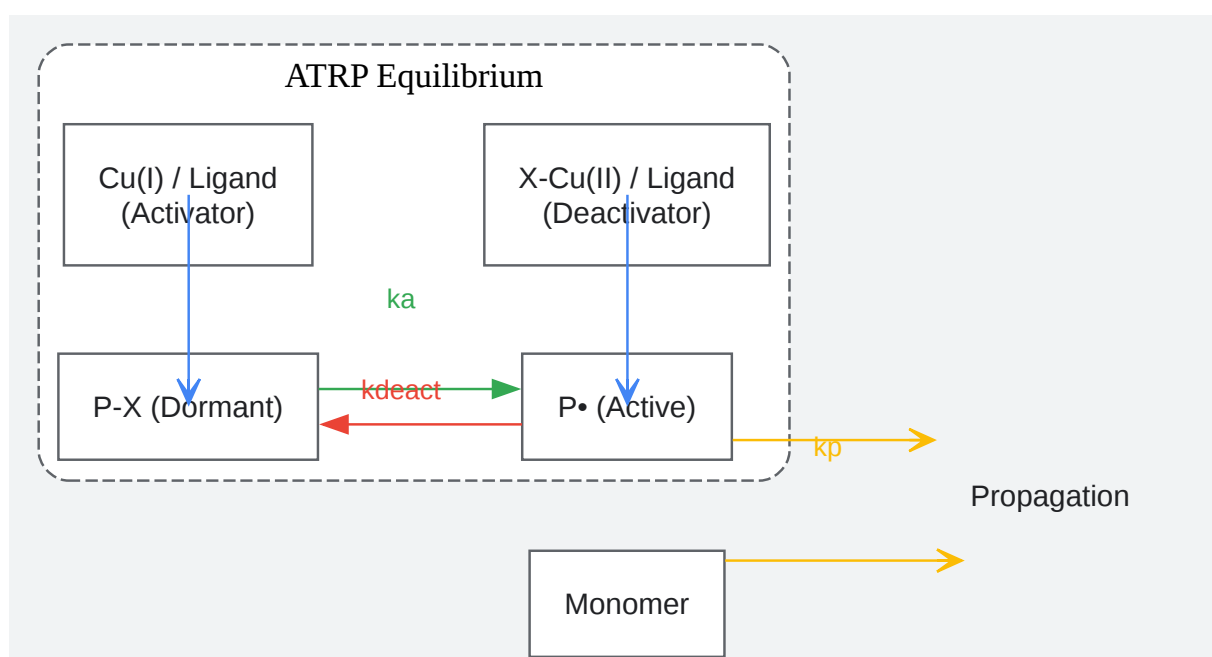 ATRP Equilibrium
Cu(I) / Ligand
(Activator)
X-Cu(II) / Ligand
(Deactivator)
ka
kdeact
P-X (Dormant)
P• (Active)
kp
Propagation
Monomer